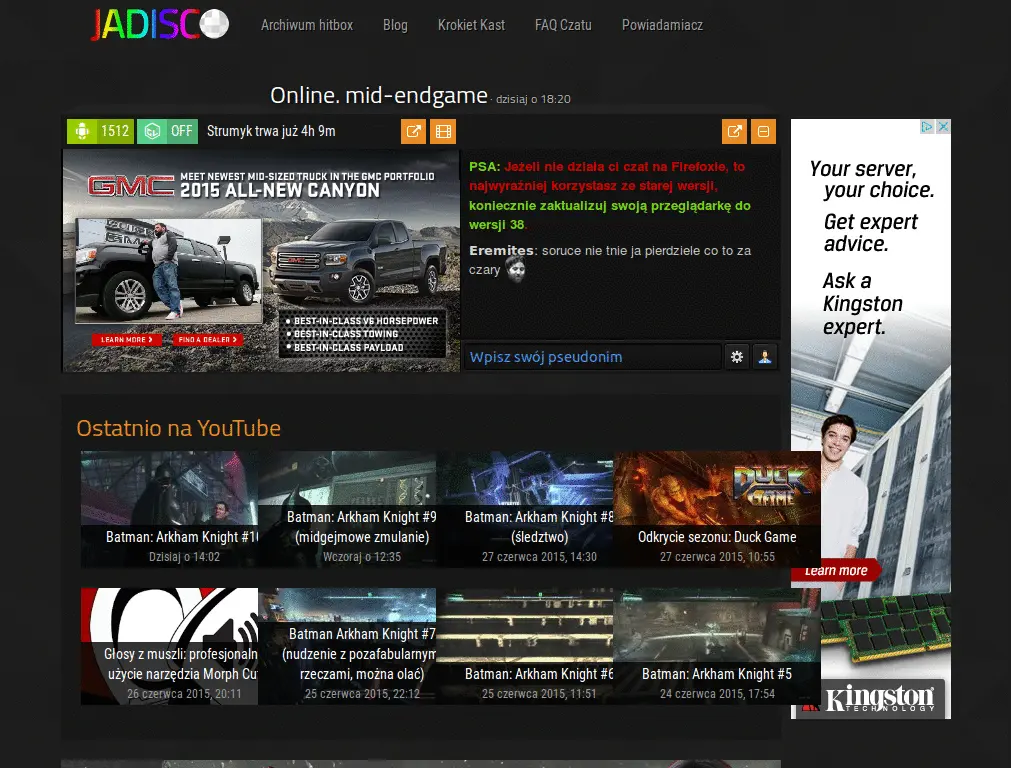 JADISCO
Archiwum hitbox
Blog
Krokiet Kast
FAQ Czatu
Powiadamiacz
Online. mid-endgame - dzisiaj o 18:20
1512
OFF
Strumyk trwa już 4h 9m
GMC
MEET NEWEST MID-SIZED TRUCK IN THE GMC PORTFOLIO
2015 ALL-NEW CANYON
• BEST-IN-CLASS V6 HORSEPOWER
• BEST-IN-CLASS TOWING
• BEST-IN-CLASS PAYLOAD
LEARN MORE >
FIND A DEALER >
PSA: Jeżeli nie działa ci czat na Firefoxie, to
najwyraźniej korzystasz ze starej wersji,
koniecznie zaktualizuj swoją przeglądarkę do
wersji 38.
Eremites: soruce nie tnie ja pierdziele co to za
czary
Wpisz swój pseudonim
Your server,
your choice.
Get expert
advice.
Ask a
Kingston
expert.
Learn more
Kingston
TECHNOLOGY
Ostatnio na YouTube
Batman: Arkham Knight #10
Dzisiaj o 14:02
Batman: Arkham Knight #9
(midgejmowe zmulanie)
Wczoraj o 12:35
Batman: Arkham Knight #8
(śledztwo)
27 czerwca 2015, 14:30
DUCK
GAME
Odkrycie sezonu: Duck Game
27 czerwca 2015, 10:55
Głosy z muszli: profesjonaln
użycie narzędzia Morph Cu
26 czerwca 2015, 20:11
Batman Arkham Knight #7
(nudzenie z pozafabularnym
rzeczami, można olać)
25 czerwca 2015, 22:12
Batman: Arkham Knight #6
25 czerwca 2015, 11:51
Batman: Arkham Knight #5
24 czerwca 2015, 17:54